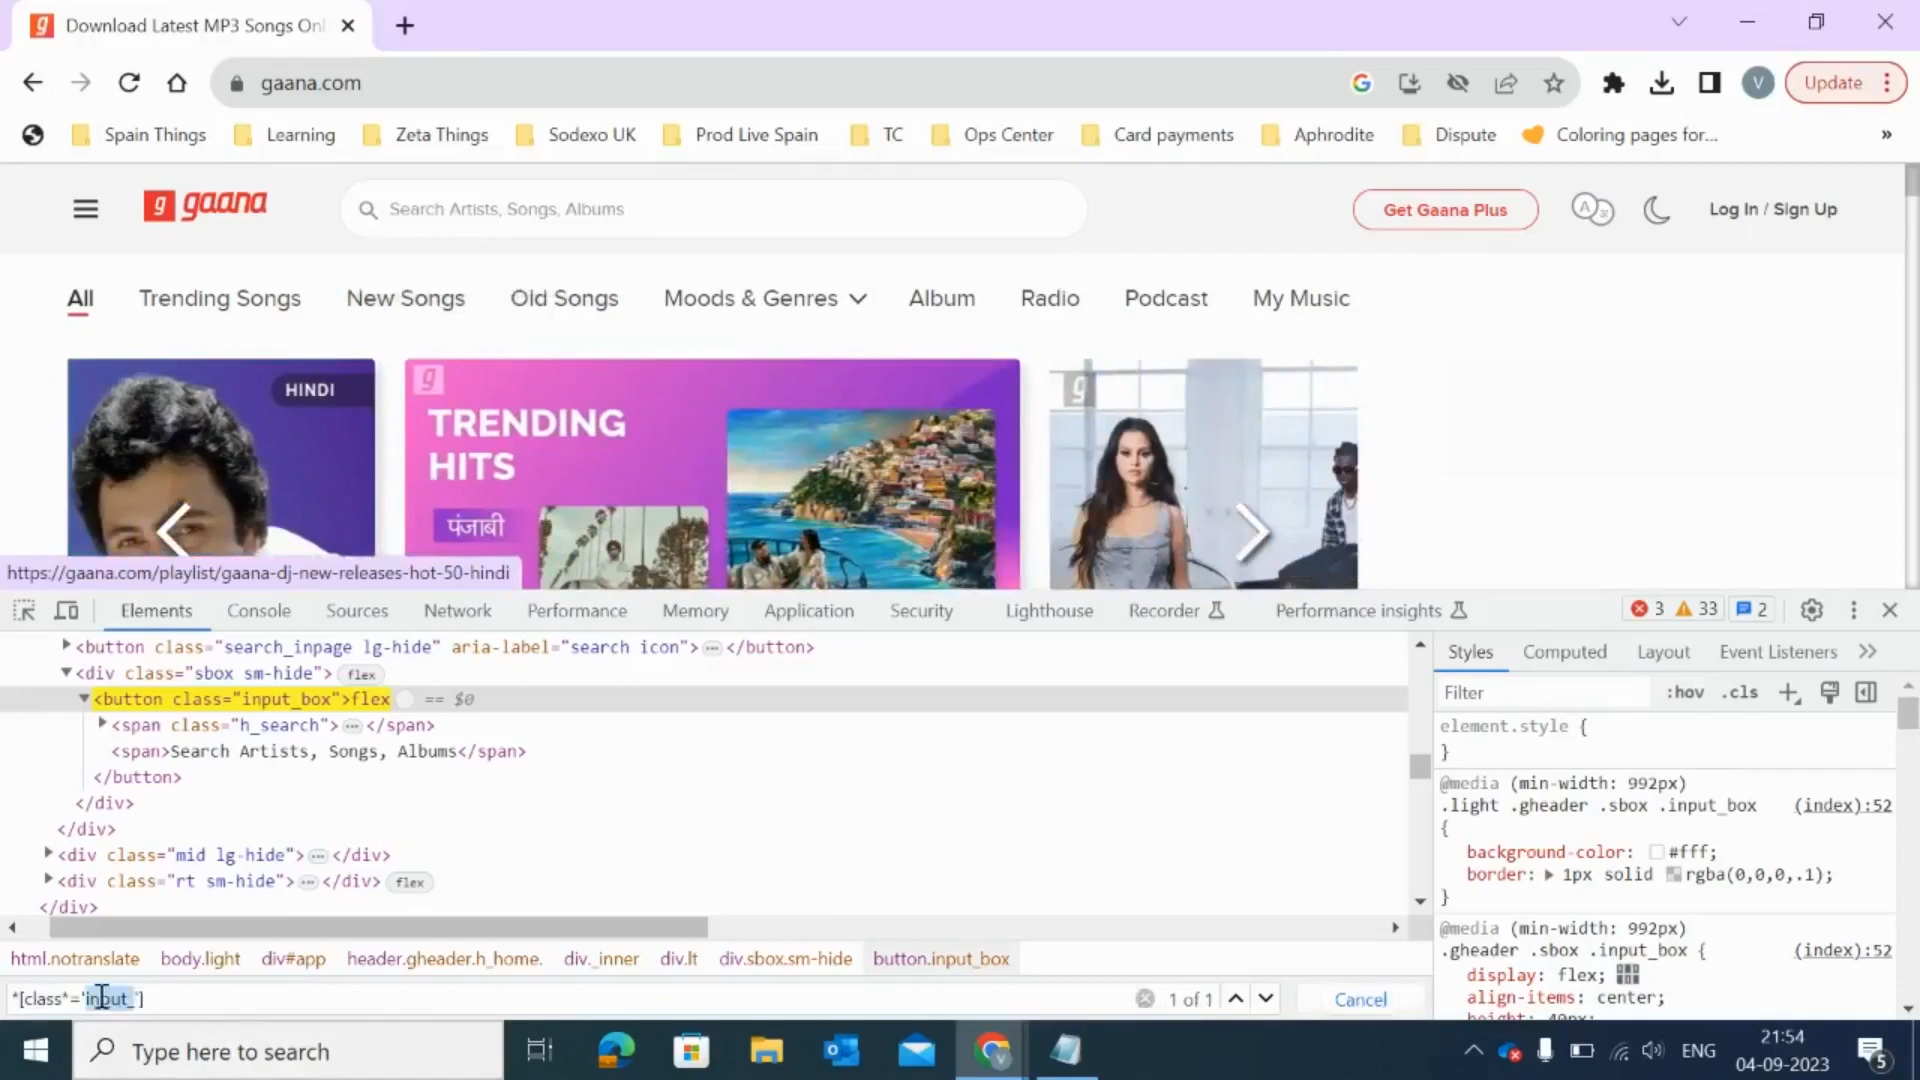 Download Latest MP3 Songs Onl
gaana.com
Update
V
Spain Things
Learning
Zeta Things
Sodexo UK
Prod Live Spain
TC
Ops Center
Card payments
Aphrodite
Dispute
Coloring pages for...
»
g gaana
Search Artists, Songs, Albums
Get Gaana Plus
Log In / Sign Up
All
Trending Songs
New Songs
Old Songs
Moods & Genres
Album
Radio
Podcast
My Music
HINDI
TRENDING
HITS
पंजाबी
https://gaana.com/playlist/gaana-dj-new-releases-hot-50-hindi
Elements
Console
Sources
Network
Performance
Memory
Application
Security
Lighthouse
Recorder
Performance insights
3
33
2
<button class="search_inpage lg-hide" aria-label="search icon">…</button>
<div class="sbox sm-hide"> flex
<button class="input_box">flex == $0
<span class="h_search">…</span>
<span>Search Artists, Songs, Albums</span>
</button>
</div>
</div>
<div class="mid lg-hide">…</div>
<div class="rt sm-hide">…</div> flex
</div>
html.notranslate
body.light
div#app
header.gheader.h_home.
div._inner
div.lt
div.sbox.sm-hide
button.input_box
*[class*='input_']
1 of 1
Cancel
Styles
Computed
Layout
Event Listeners
Filter
:hov
.cls
element.style {
}
@media (min-width: 992px)
.light .gheader .sbox .input_box (index):52
{
background-color: #fff;
border: 1px solid rgba(0,0,0,.1);
}
@media (min-width: 992px)
.gheader .sbox .input_box { (index):52
display: flex;
align-items: center;
height: 40px;
Type here to search
ENG
21:54
04-09-2023
5